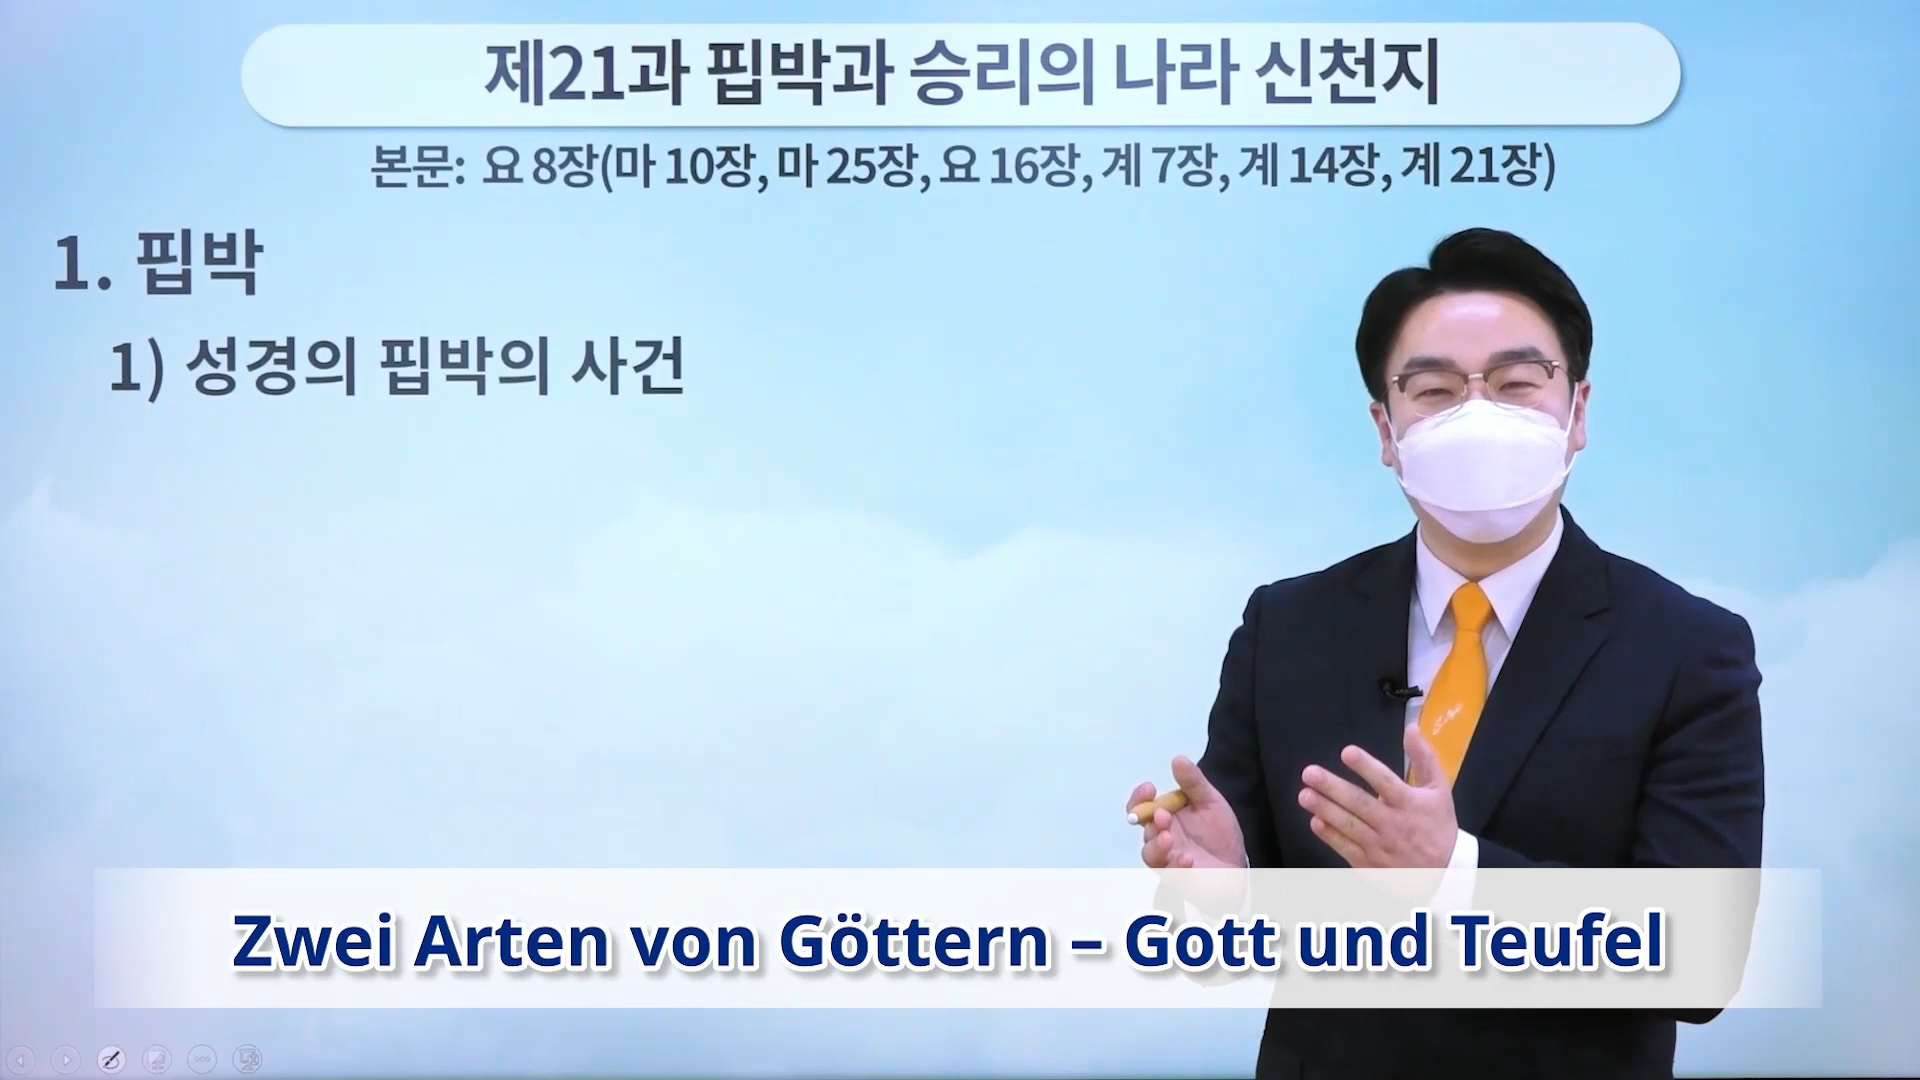 제21과 핍박과 승리의 나라 신천지
본문: 요 8장(마 10장, 마 25장, 요 16장, 계 7장, 계 14장, 계 21장)
1. 핍박
1) 성경의 핍박의 사건
Zwei Arten von Göttern – Gott und Teufel